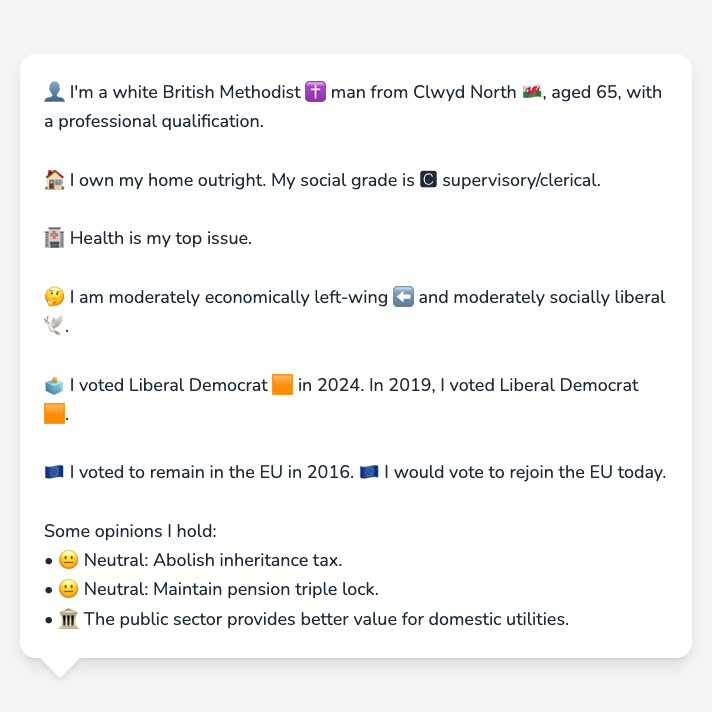 👤 I'm a white British Methodist ✝️ man from Clwyd North 🏴󠁧󠁢󠁷󠁬󠁳󠁿, aged 65, with
a professional qualification.
🏠 I own my home outright. My social grade is 🅲 supervisory/clerical.
🏥 Health is my top issue.
🤔 I am moderately economically left-wing ⬅️ and moderately socially liberal
🕊️.
🗳️ I voted Liberal Democrat 🟧 in 2024. In 2019, I voted Liberal Democrat
🟧.
🇪🇺 I voted to remain in the EU in 2016. 🇪🇺 I would vote to rejoin the EU today.
Some opinions I hold:
• 😐 Neutral: Abolish inheritance tax.
• 😐 Neutral: Maintain pension triple lock.
• 🏛️ The public sector provides better value for domestic utilities.